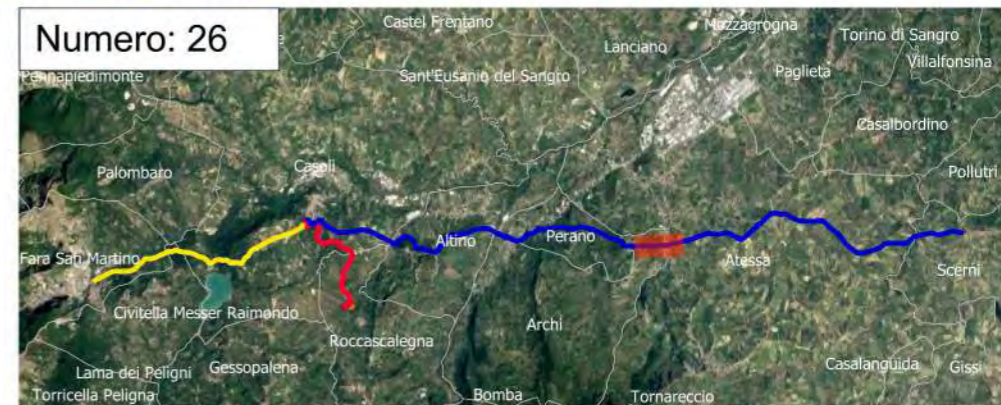 Numero: 26
Castel Frentano
Mozzagrogna
Lanciano
Torino di Sangro
Villalfonsina
Pennapiedimonte
Sant'Eusanio del Sangro
Paglieta
Casalbordino
Palombaro
Casoli
Pollutri
Fara San Martino
Altino
Perano
Atessa
Scerni
Civitella Messer Raimondo
Archi
Roccascalegna
Lama dei Peligni
Gessopalena
Casalanguida
Gissi
Torricella Peligna
Bomba
Tornareccio